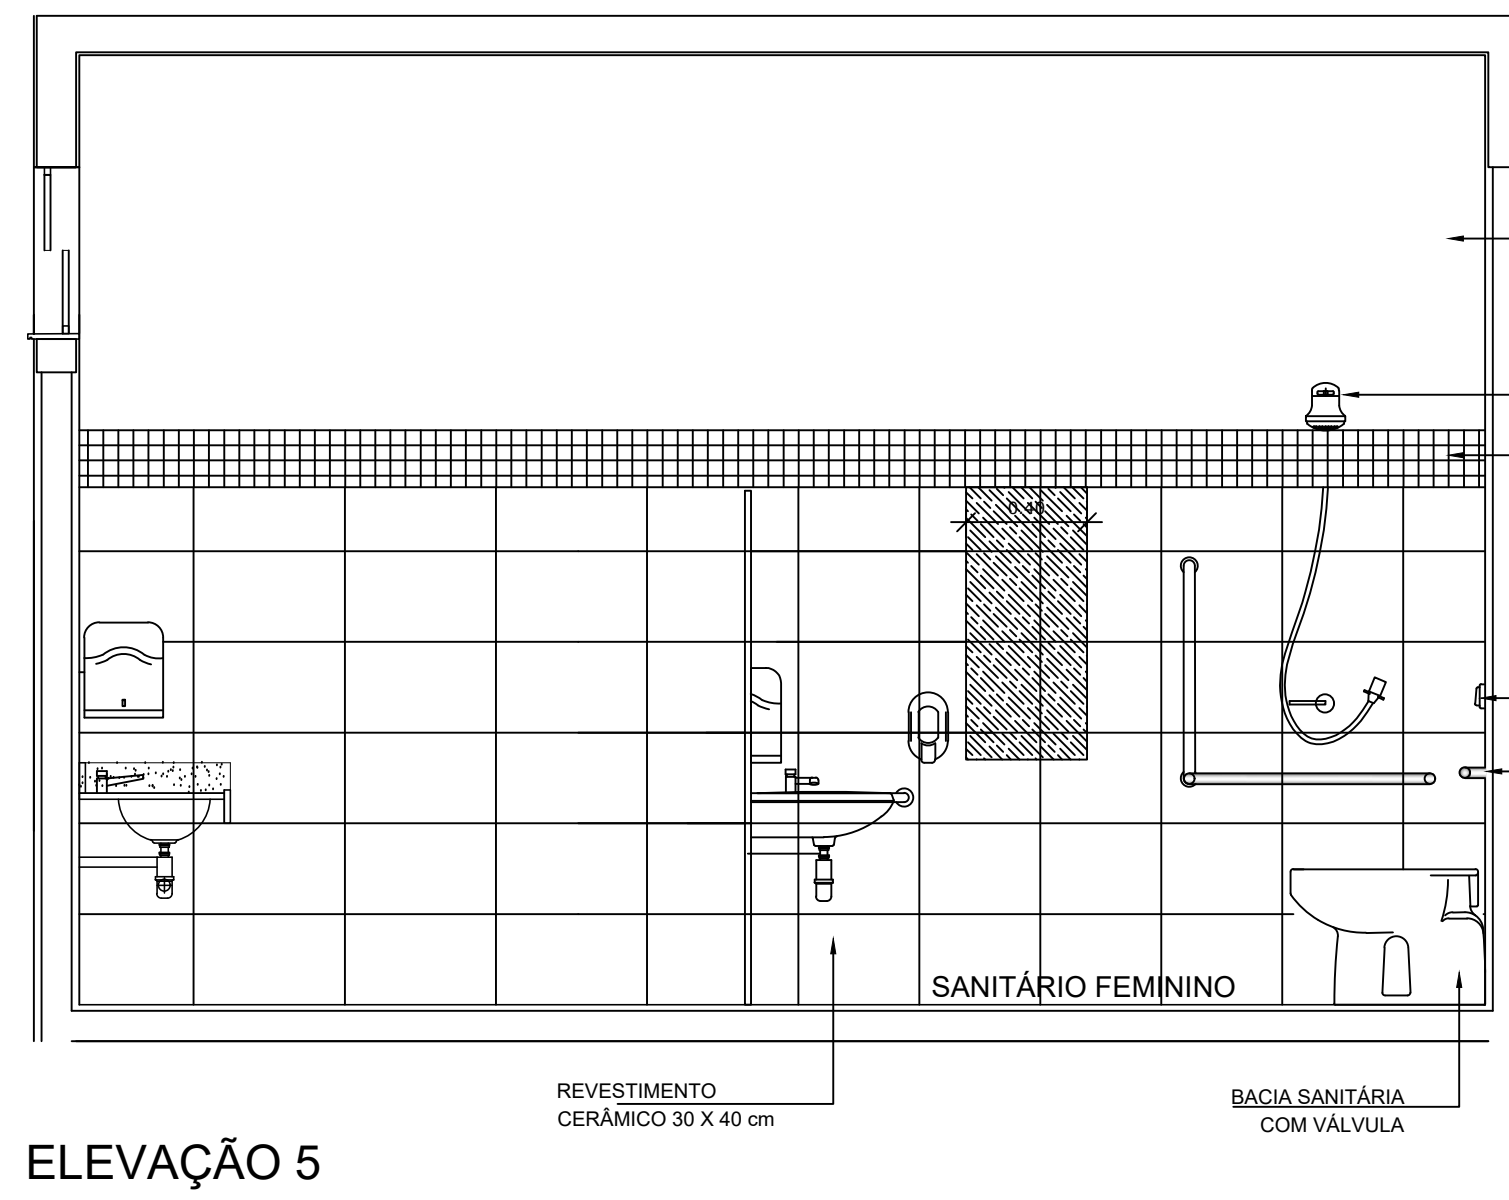 0.40
SANITÁRIO FEMININO
REVESTIMENTO
CERÂMICO 30 X 40 cm
BACIA SANITÁRIA
COM VÁLVULA
ELEVAÇÃO 5